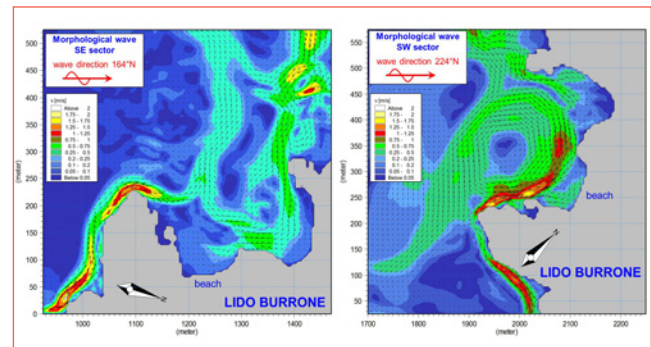 Morphological wave
SE sector
wave direction 164°N
v [m/s]
Above 2
1.75 - 2
1.5 - 1.75
1.25 - 1.5
1 - 1.25
0.75 - 1
0.5 - 0.75
0.25 - 0.5
0.2 - 0.25
0.1 - 0.2
0.05 - 0.1
Below 0.05
500
450
400
350
300
250
200
150
100
50
0
(meter)
beach
N
LIDO BURRONE
1000 1100 1200 1300 1400
(meter)
Morphological wave
SW sector
wave direction 224°N
v [m/s]
Above 2
1.75 - 2
1.5 - 1.75
1.25 - 1.5
1 - 1.25
0.75 - 1
0.5 - 0.75
0.25 - 0.5
0.2 - 0.25
0.1 - 0.2
0.05 - 0.1
Below 0.05
550
500
450
400
350
300
250
200
150
100
50
(meter)
beach
N
LIDO BURRONE
1700 1800 1900 2000 2100 2200
(meter)